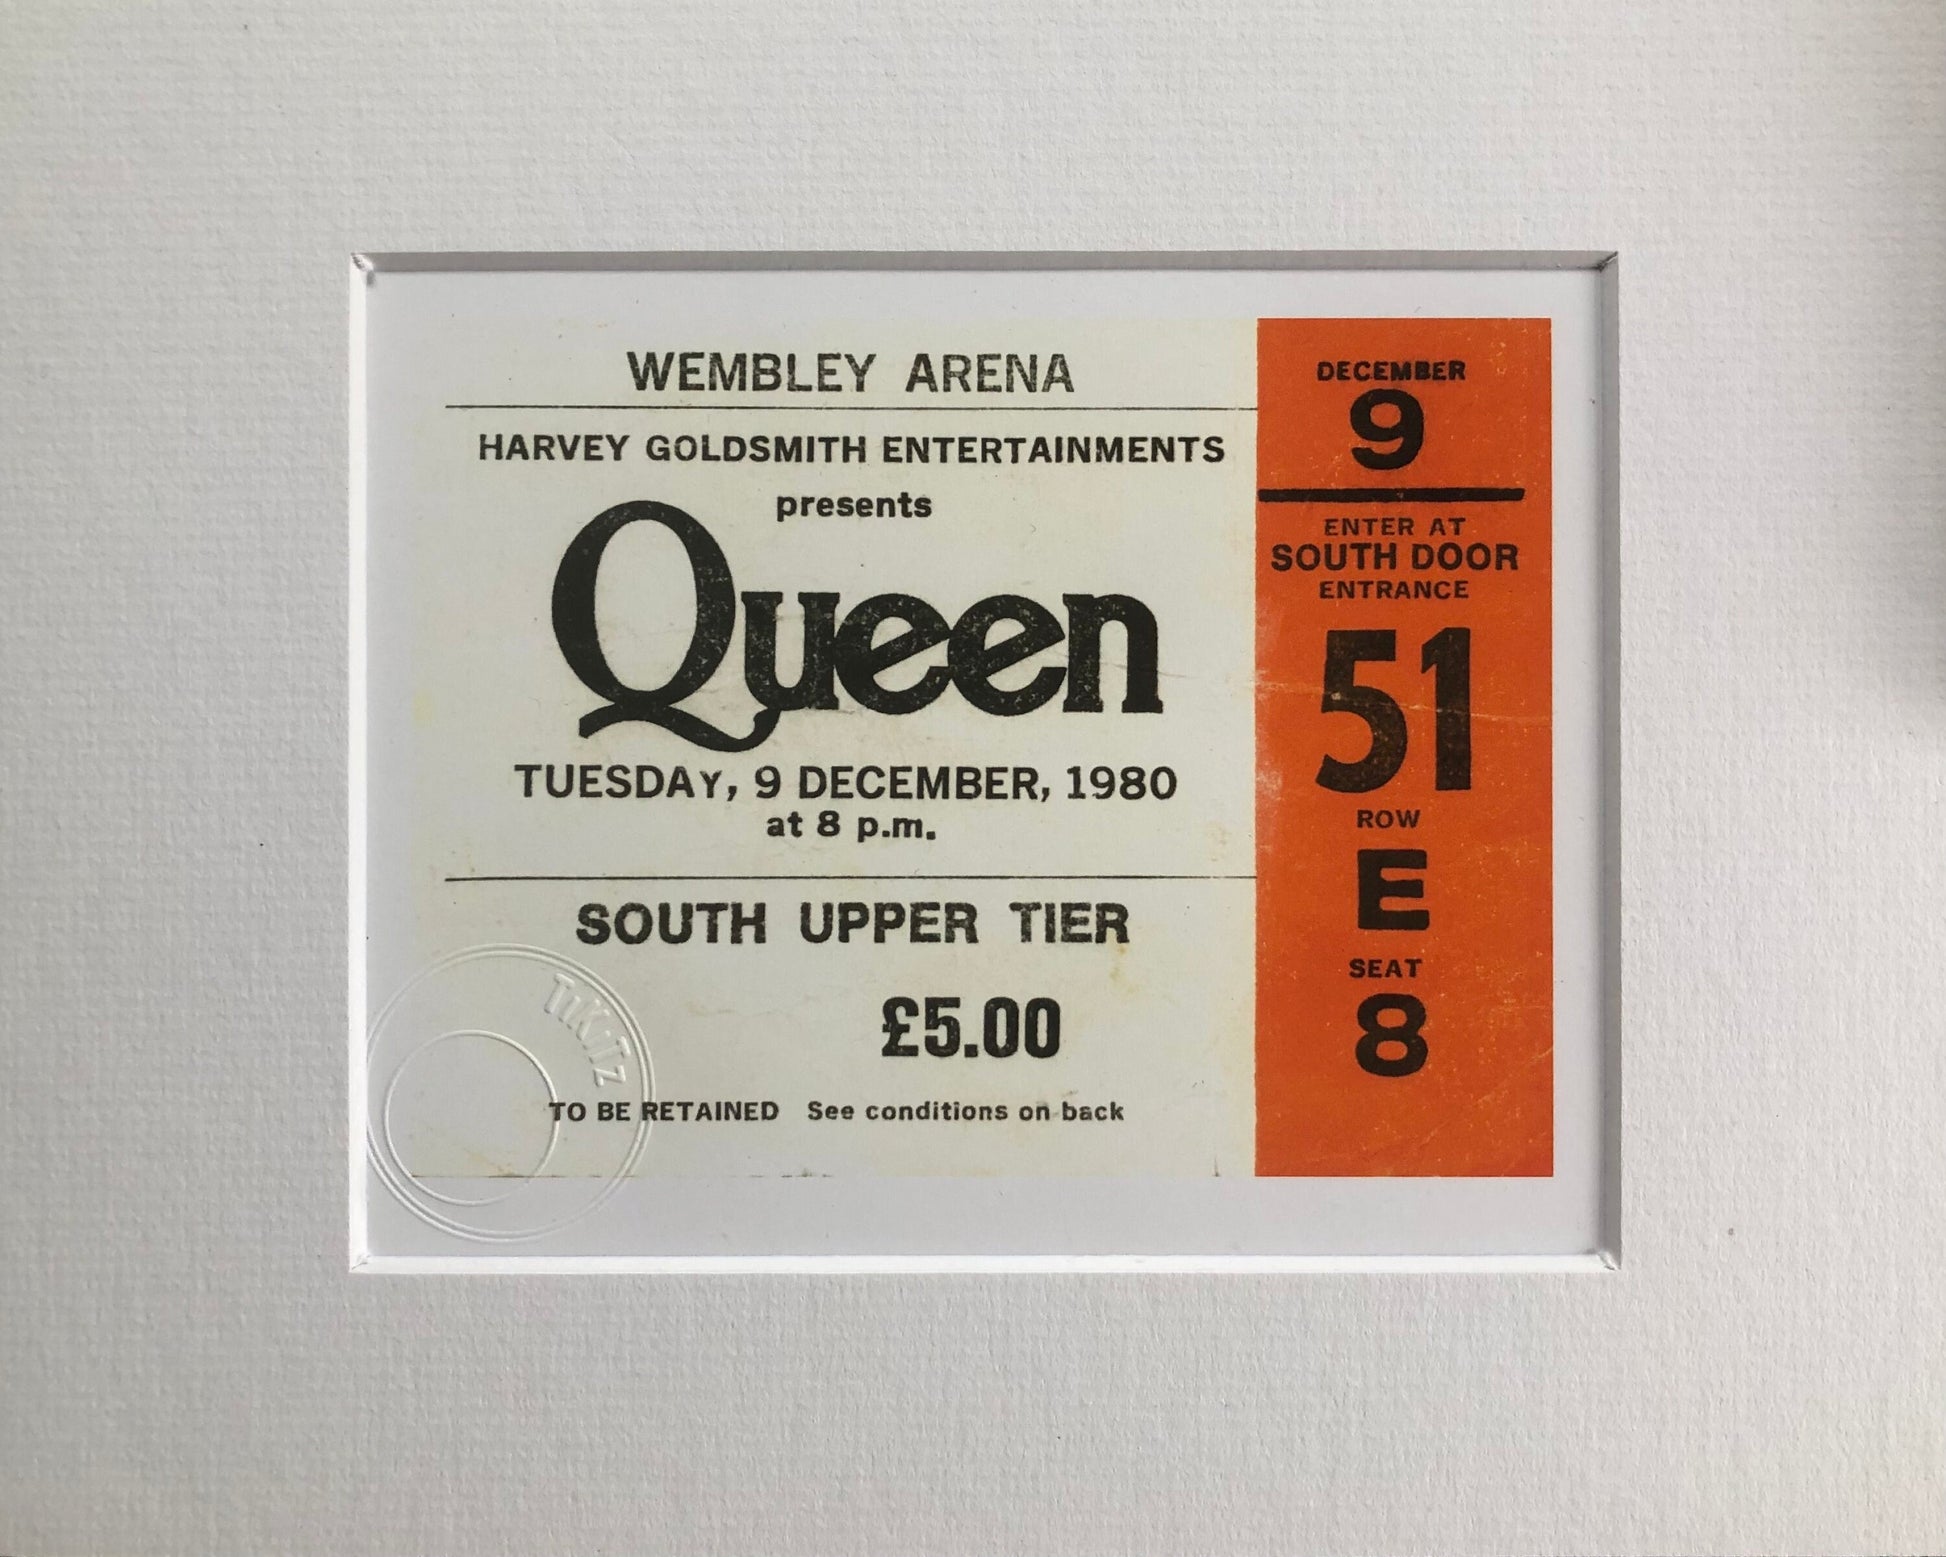 WEMBLEY ARENA
HARVEY GOLDSMITH ENTERTAINMENTS
presents
Queen
TUESDAY, 9 DECEMBER, 1980
at 8 p.m.
SOUTH UPPER TIER
£5.00
TO BE RETAINED See conditions on back
TiKiTZ
DECEMBER
9
ENTER AT
SOUTH DOOR
ENTRANCE
51
ROW
E
SEAT
8